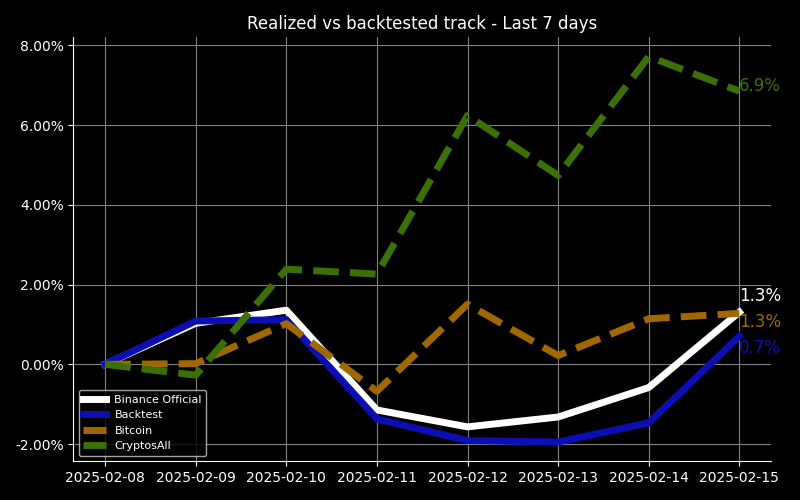 Realized vs backtested track - Last 7 days
8.00%
6.00%
4.00%
2.00%
0.00%
-2.00%
6.9%
1.3%
1.3%
0.7%
Binance Official
Backtest
Bitcoin
CryptosAll
2025-02-08 2025-02-09 2025-02-10 2025-02-11 2025-02-12 2025-02-13 2025-02-14 2025-02-15